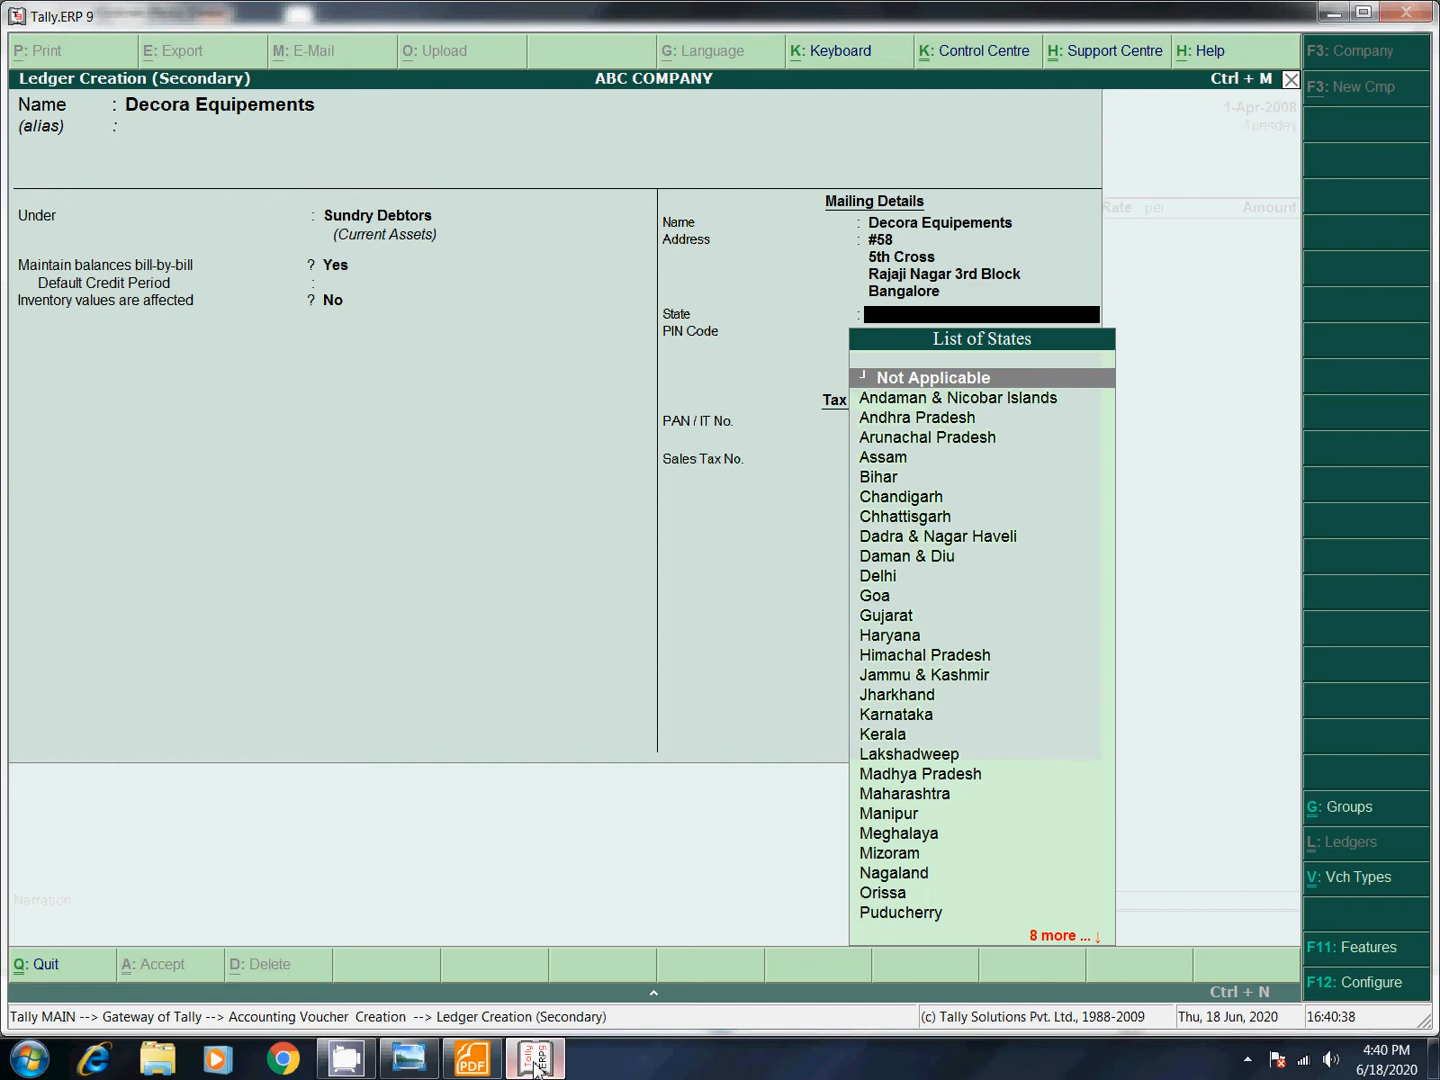 Tally.ERP 9
P: Print
E: Export
M: E-Mail
O: Upload
G: Language
K: Keyboard
K: Control Centre
H: Support Centre
H: Help
F3: Company
Ledger Creation (Secondary)
ABC COMPANY
Ctrl + M
F3: New Cmp
Name : Decora Equipements
(alias) :
1-Apr-2008
Tuesday
Under : Sundry Debtors
(Current Assets)
Maintain balances bill-by-bill ? Yes
Default Credit Period :
Inventory values are affected ? No
Mailing Details
Name : Decora Equipements
Address : #58
5th Cross
Rajaji Nagar 3rd Block
Bangalore
State :
PIN Code
Tax
PAN / IT No.
Sales Tax No.
Rate per Amount
List of States
Not Applicable
Andaman & Nicobar Islands
Andhra Pradesh
Arunachal Pradesh
Assam
Bihar
Chandigarh
Chhattisgarh
Dadra & Nagar Haveli
Daman & Diu
Delhi
Goa
Gujarat
Haryana
Himachal Pradesh
Jammu & Kashmir
Jharkhand
Karnataka
Kerala
Lakshadweep
Madhya Pradesh
Maharashtra
Manipur
Meghalaya
Mizoram
Nagaland
Orissa
Puducherry
8 more ... ↓
Narration
G: Groups
L: Ledgers
V: Vch Types
F11: Features
F12: Configure
Q: Quit
A: Accept
D: Delete
Ctrl + N
Tally MAIN --> Gateway of Tally --> Accounting Voucher Creation --> Ledger Creation (Secondary)
(c) Tally Solutions Pvt. Ltd., 1988-2009
Thu, 18 Jun, 2020
16:40:38
PDF
Tally
ERP9
4:40 PM
6/18/2020